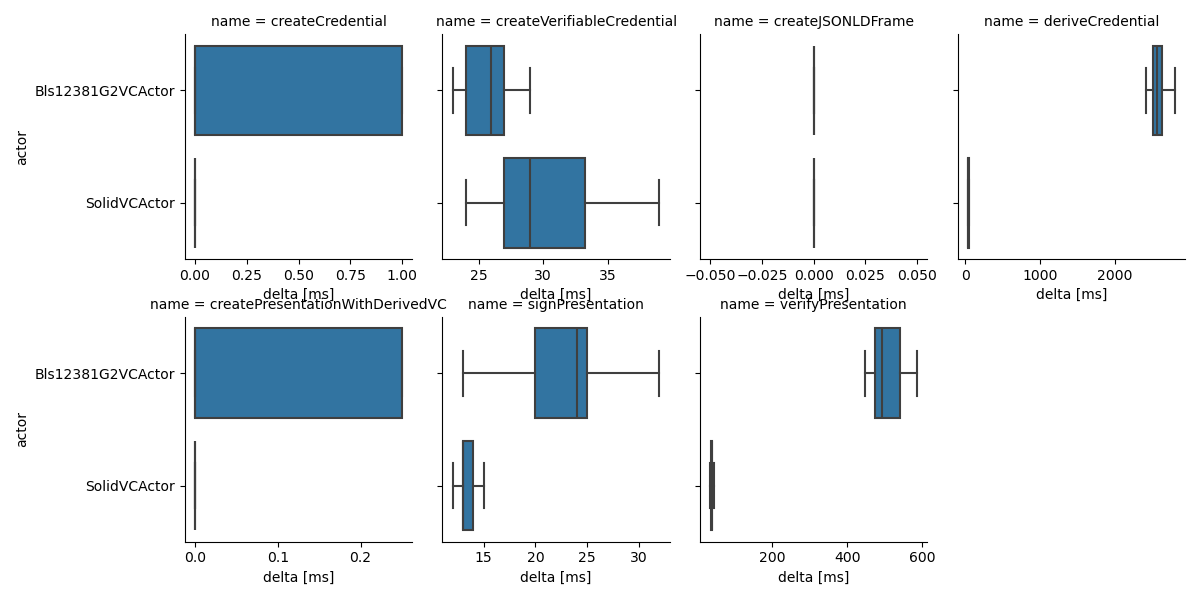 name = createCredential
name = createVerifiableCredential
name = createJSONLDFrame
name = deriveCredential
Bls12381G2VCActor
SolidVCActor
actor
0.00 0.25 0.50 0.75 1.00
25 30 35
−0.050 −0.025 0.000 0.025 0.050
0 1000 2000
delta [ms]
delta [ms]
delta [ms]
delta [ms]
name = createPresentationWithDerivedVC
name = signPresentation
name = verifyPresentation
Bls12381G2VCActor
SolidVCActor
actor
0.0 0.1 0.2
15 20 25 30
200 400 600
delta [ms]
delta [ms]
delta [ms]